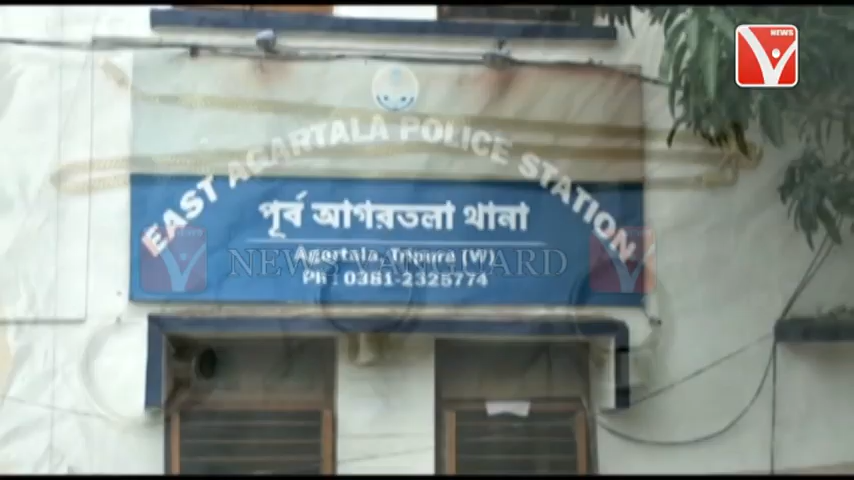 NEWS
EAST AGARTALA POLICE STATION
পূর্ব আগরতলা থানা
Agartala, Tripura (W)
NEWS VANGUARD
Ph : 0381-2325774